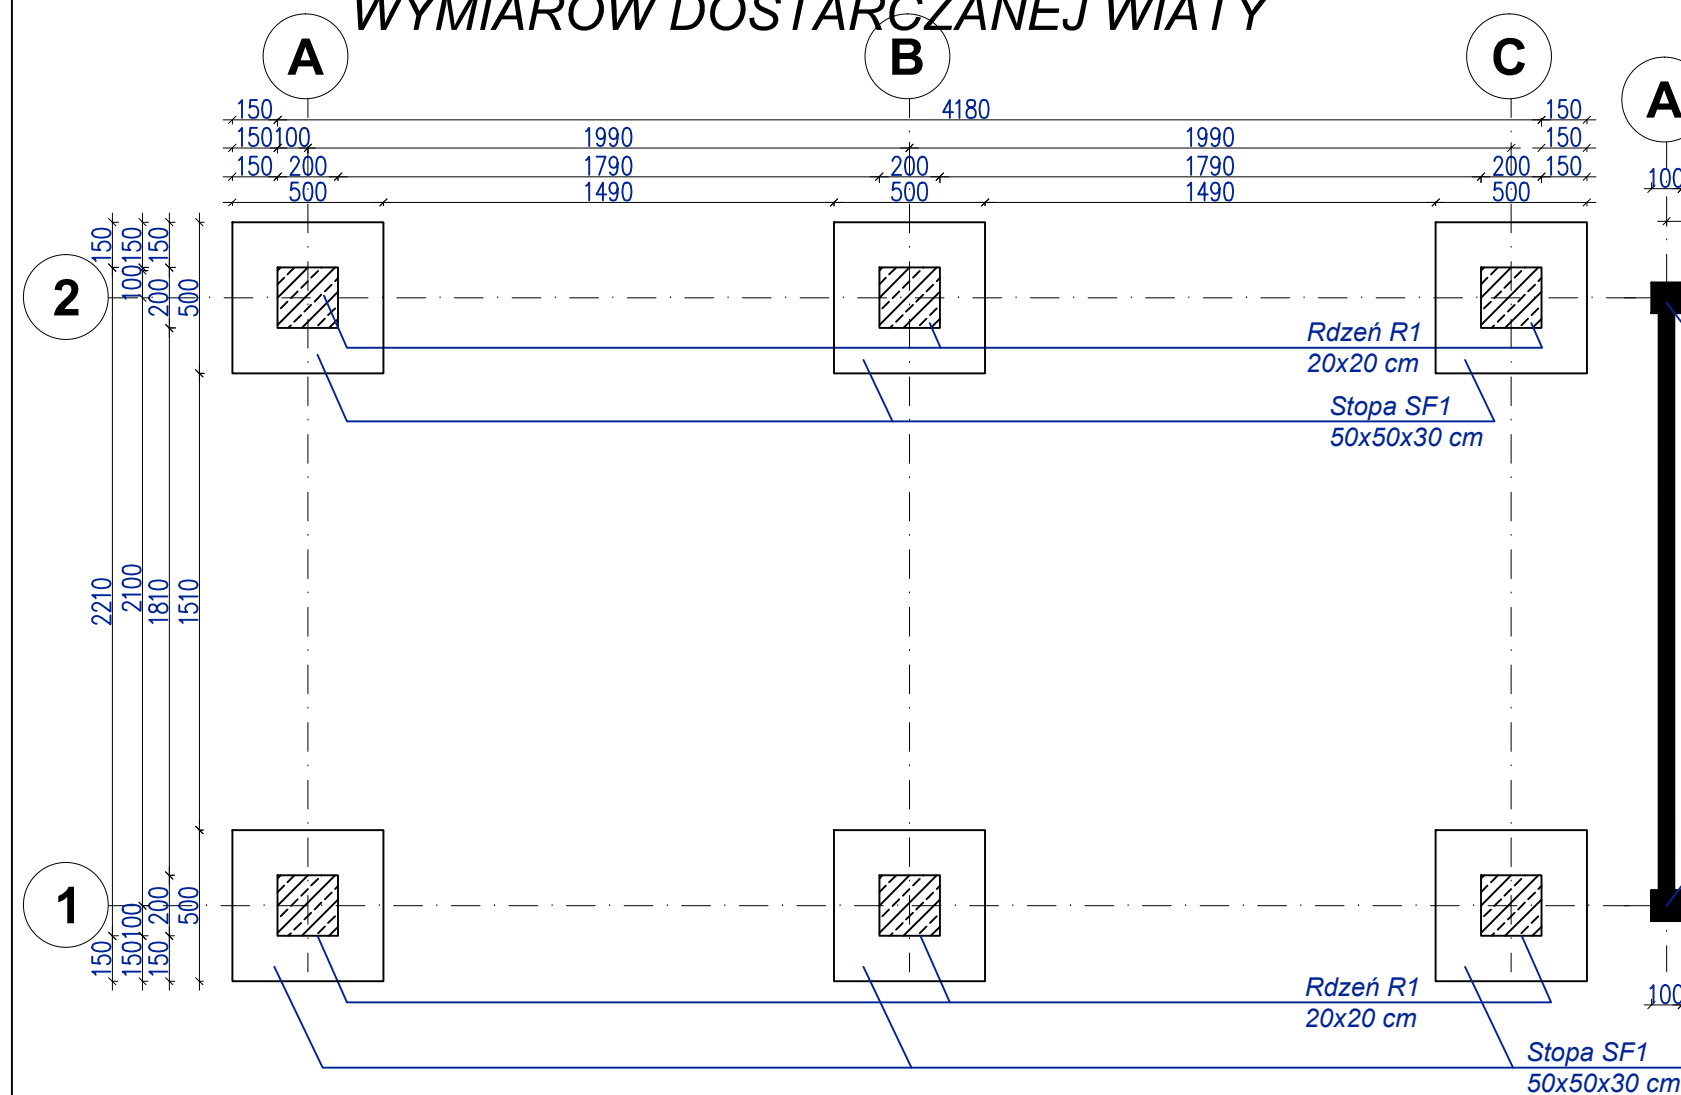 WYMIARÓW DOSTARCZANEJ WIATY
A B C A
150 4180 150
150 100 1990 1990 150
150 200 1790 200 1790 200 150
500 1490 500 1490 500
100
2
150 150 150
100 200 500
Rdzeń R1
20x20 cm
Stopa SF1
50x50x30 cm
2210 2100 1810 1510
1
100 200 500
150 150 150
Rdzeń R1
20x20 cm
100
Stopa SF1
50x50x30 cm